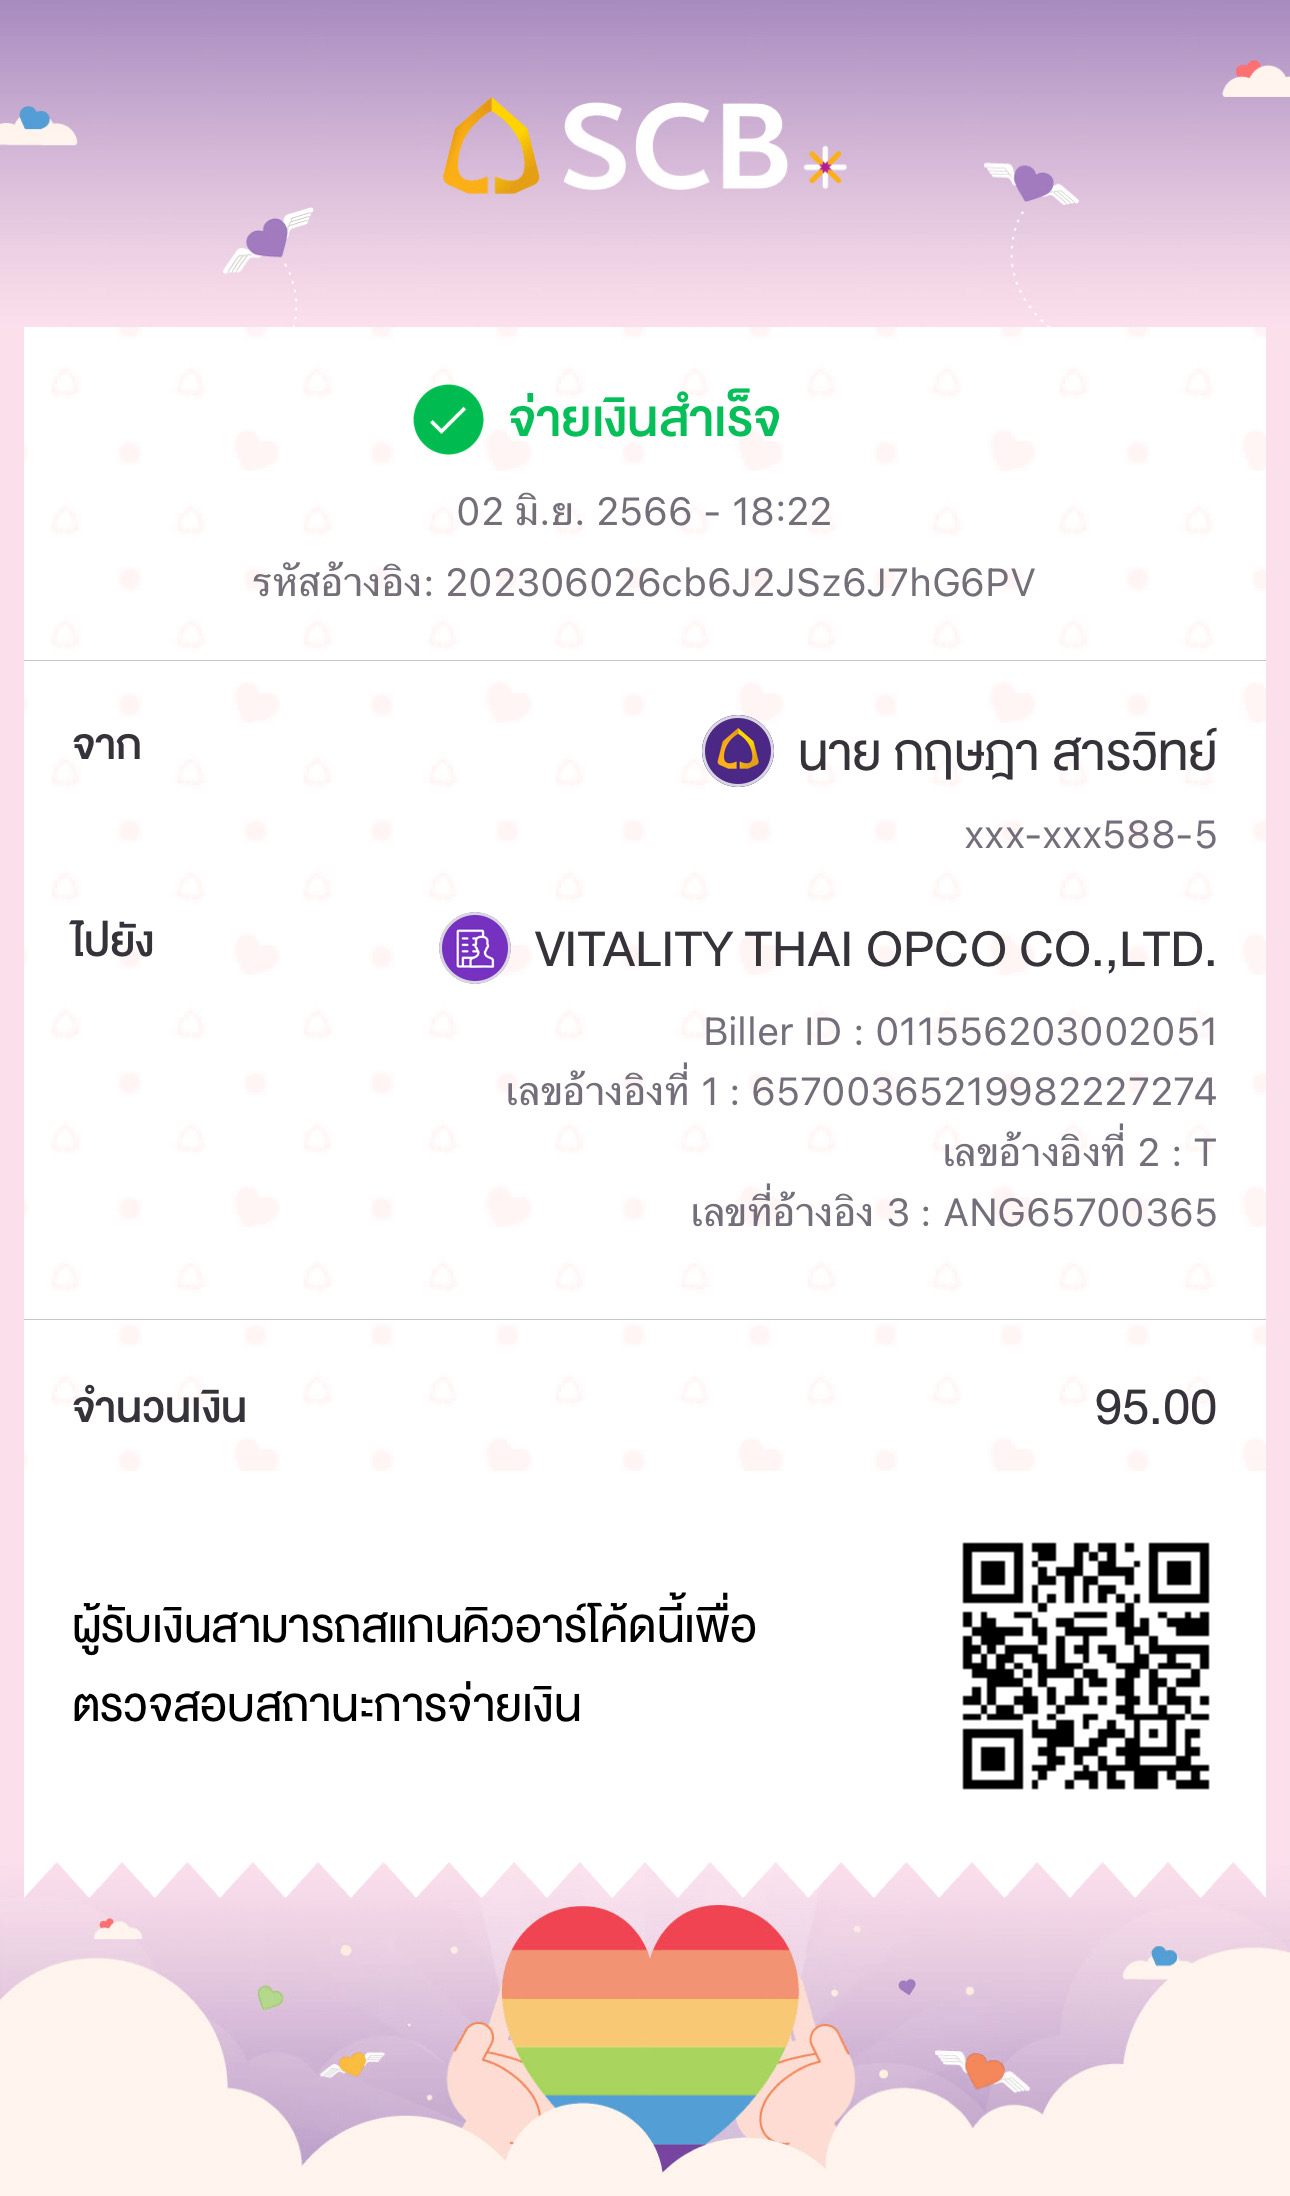 SCB
จ่ายเงินสำเร็จ
02 มิ.ย. 2566 - 18:22
รหัสอ้างอิง: 202306026cb6J2JSz6J7hG6PV
จาก
นาย กฤษฎา สารวิทย์
xxx-xxx588-5
ไปยัง
VITALITY THAI OPCO CO.,LTD.
Biller ID : 011556203002051
เลขอ้างอิงที่ 1 : 657003652199822272​74
เลขอ้างอิงที่ 2 : T
เลขที่อ้างอิง 3 : ANG65700365
จำนวนเงิน
95.00
ผู้รับเงินสามารถสแกนคิวอาร์โค้ดนี้เพื่อ
ตรวจสอบสถานะการจ่ายเงิน